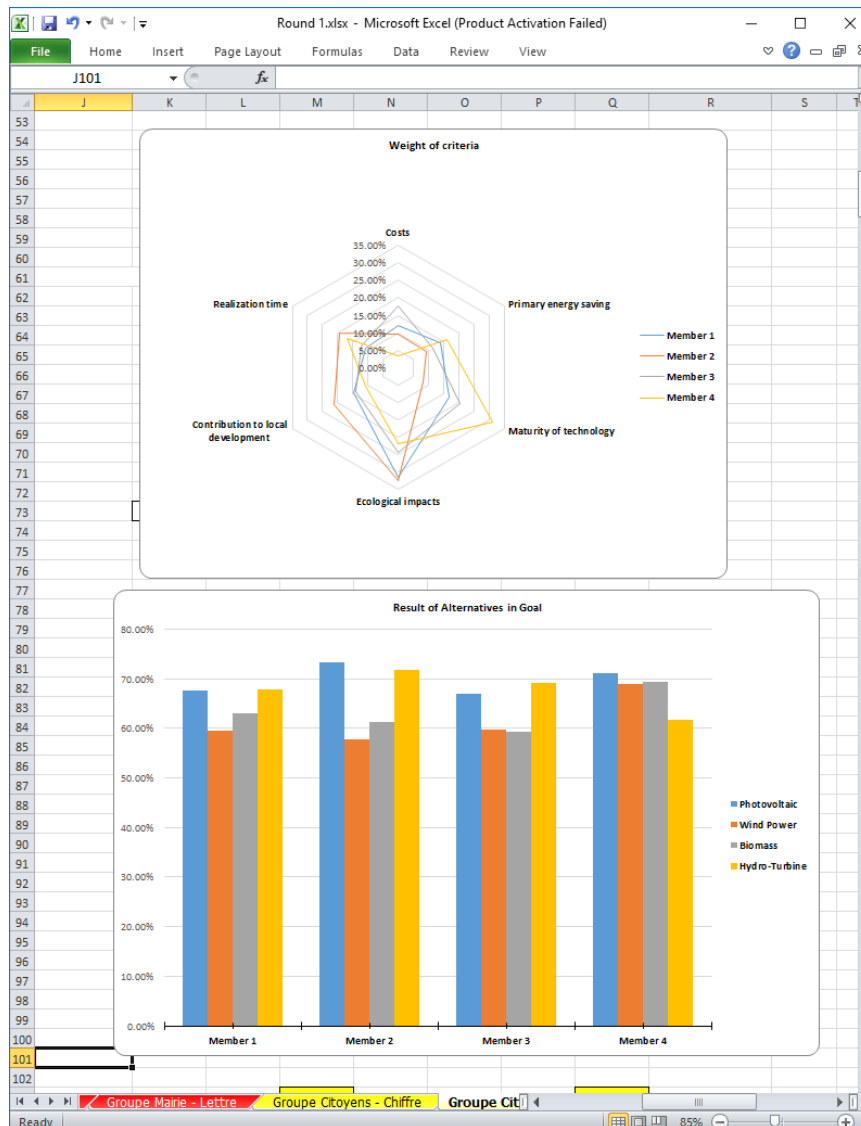 Round 1.xlsx - Microsoft Excel (Product Activation Failed)
File Home Insert Page Layout Formulas Data Review View
J101 fx
J K L M N O P Q R S T
53
54
55
56
57
58
59
60
61
62
63
64
65
66
67
68
69
70
71
72
73
74
75
76
77
78
79
80
81
82
83
84
85
86
87
88
89
90
91
92
93
94
95
96
97
98
99
100
101
102
Weight of criteria
Costs
35.00%
30.00%
25.00%
20.00%
15.00%
10.00%
5.00%
0.00%
Realization time
Primary energy saving
Contribution to local
development
Maturity of technology
Ecological impacts
Member 1
Member 2
Member 3
Member 4
Result of Alternatives in Goal
80.00%
70.00%
60.00%
50.00%
40.00%
30.00%
20.00%
10.00%
0.00%
Member 1 Member 2 Member 3 Member 4
Photovoltaic
Wind Power
Biomass
Hydro-Turbine
Groupe Mairie - Lettre Groupe Citoyens - Chiffre Groupe Cit
Ready 85%